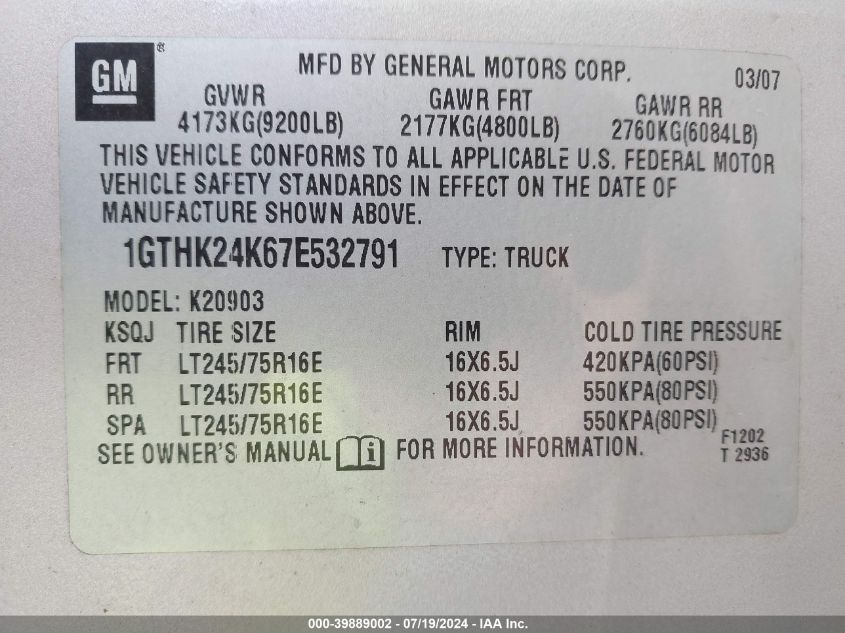 GM ®
MFD BY GENERAL MOTORS CORP. 03/07
GVWR GAWR FRT GAWR RR
4173KG(9200LB) 2177KG(4800LB) 2760KG(6084LB)
THIS VEHICLE CONFORMS TO ALL APPLICABLE U.S. FEDERAL MOTOR
VEHICLE SAFETY STANDARDS IN EFFECT ON THE DATE OF
MANUFACTURE SHOWN ABOVE.
1GTHK24K67E532791 TYPE: TRUCK
MODEL: K20903
KSQJ TIRE SIZE RIM COLD TIRE PRESSURE
FRT LT245/75R16E 16X6.5J 420KPA(60PSI)
RR LT245/75R16E 16X6.5J 550KPA(80PSI)
SPA LT245/75R16E 16X6.5J 550KPA(80PSI)
SEE OWNER'S MANUAL i FOR MORE INFORMATION.
F1202
T 2936
000-39889002 - 07/19/2024 - IAA Inc.